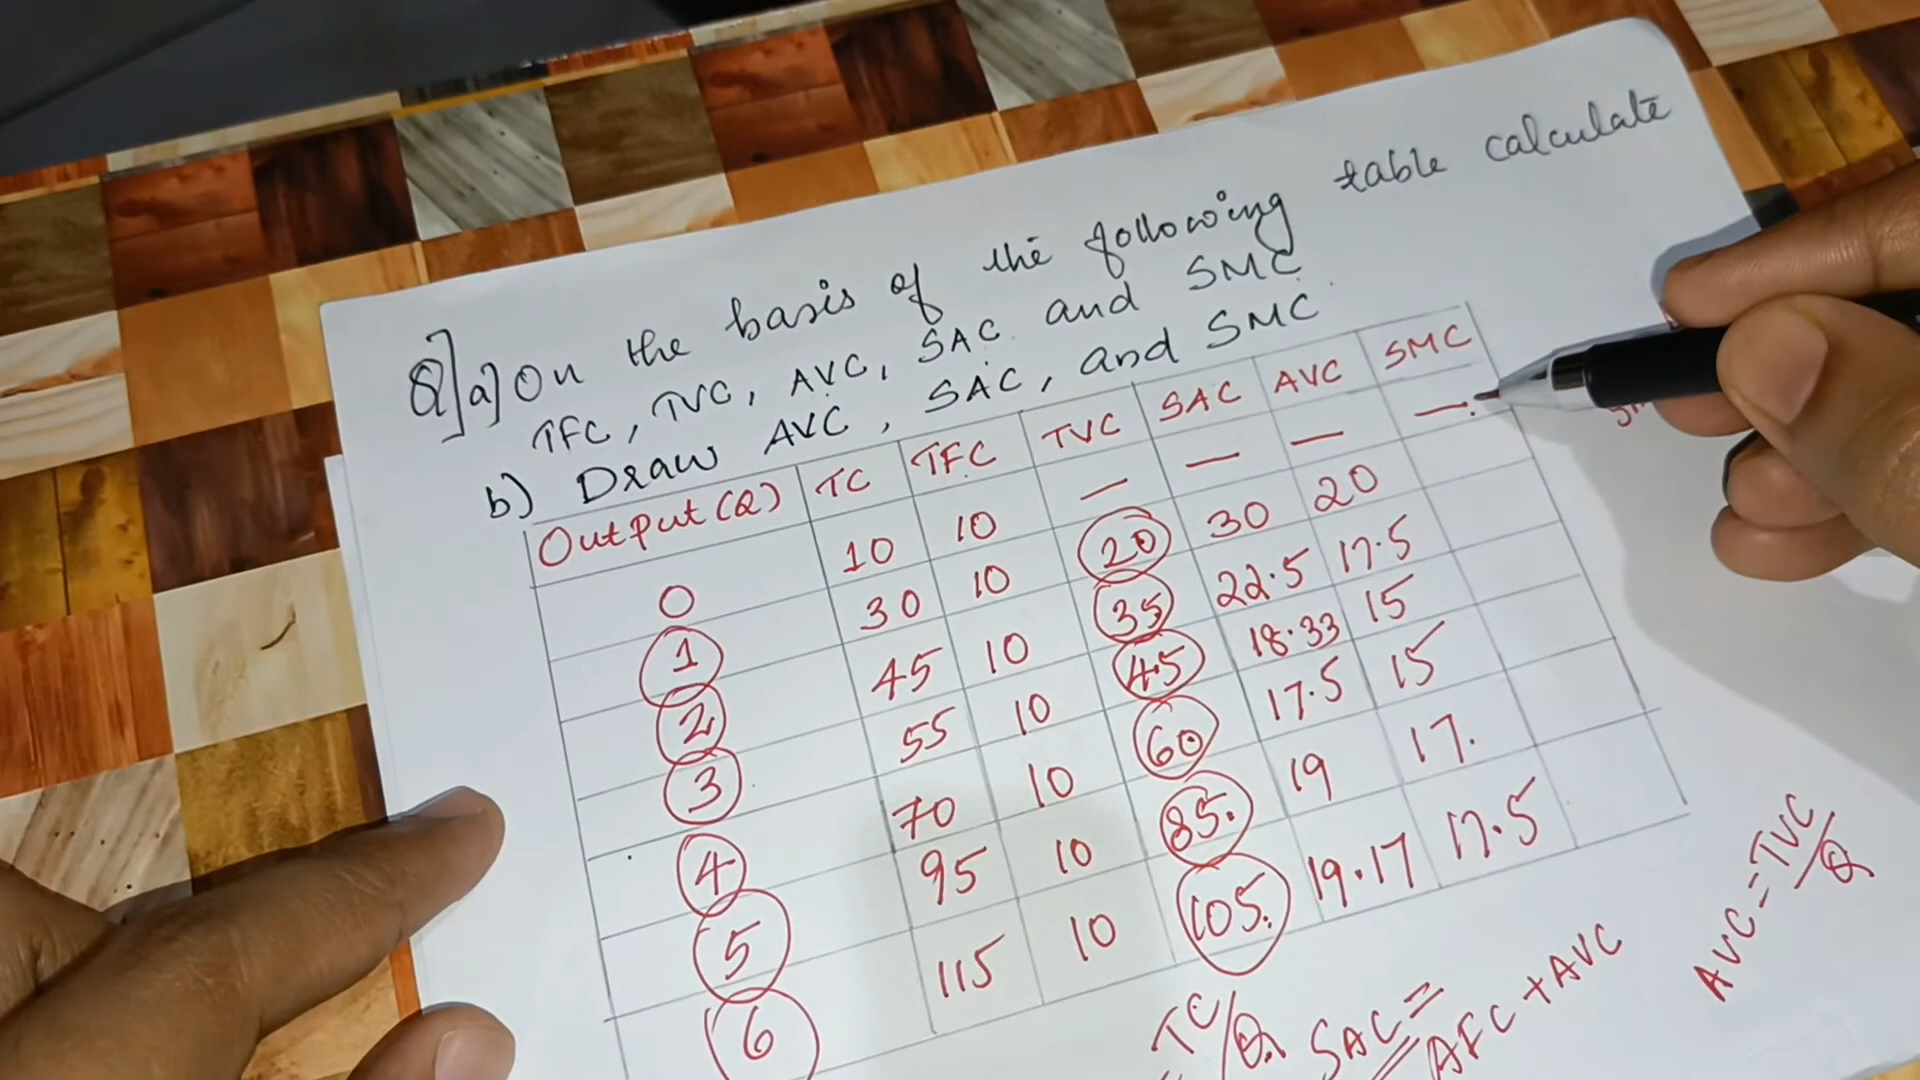 Q] a) On the basis of the following table calculate
TFC, TVC, AVC, SAC and SMC
b) Draw AVC, SAC, and SMC
Output (Q) TC TFC TVC SAC AVC SMC
0 10 10 — — — —
1 30 10 20 30 20
2 45 10 35 22.5 17.5
3 55 10 45 18.33 15
4 70 10 60 17.5 15
5 95 10 85. 19 17.
6 115 10 105. 19.17 17.5
TC/Q.
SAC =
AFC + AVC
AVC = TVC/Q